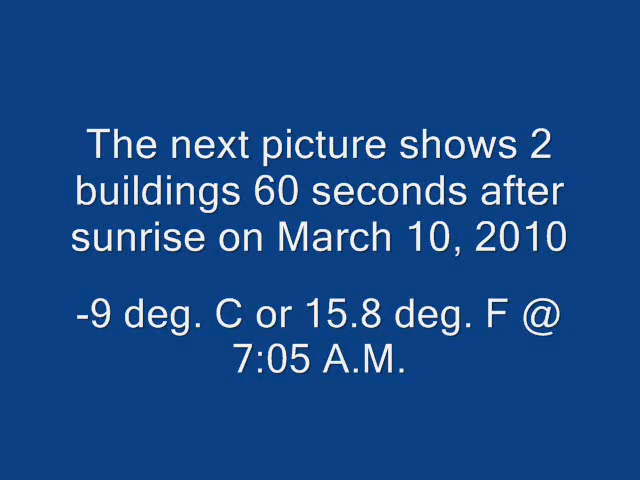 The next picture shows 2
buildings 60 seconds after
sunrise on March 10, 2010
-9 deg. C or 15.8 deg. F @
7:05 A.M.